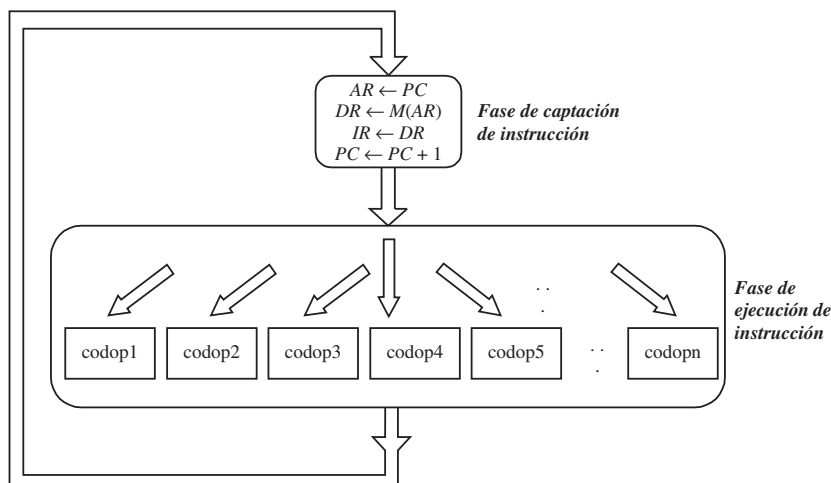 AR ← PC
DR ← M(AR)
IR ← DR
PC ← PC + 1
Fase de captación
de instrucción
Fase de
ejecución de
instrucción
codop1 codop2 codop3 codop4 codop5 codopn